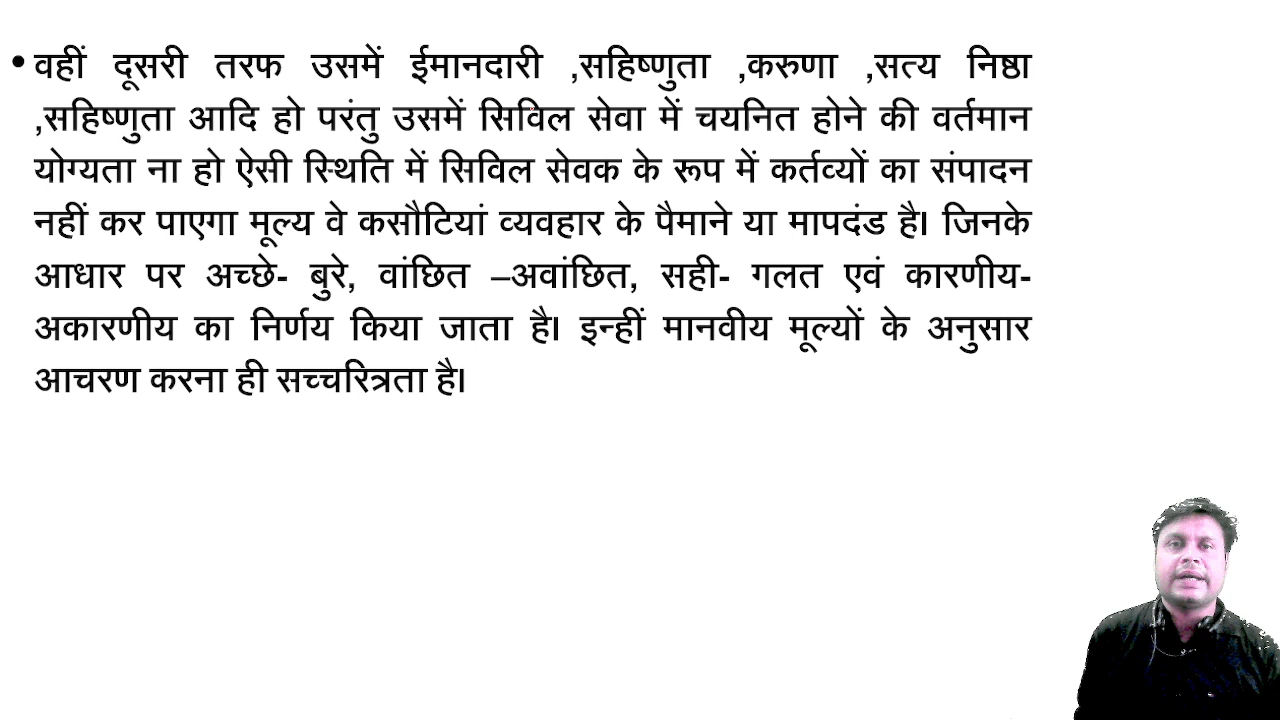 • वहीं दूसरी तरफ उसमें ईमानदारी ,सहिष्णुता ,करुणा ,सत्य निष्ठा
,सहिष्णुता आदि हो परंतु उसमें सिविल सेवा में चयनित होने की वर्तमान
योग्यता ना हो ऐसी स्थिति में सिविल सेवक के रूप में कर्तव्यों का संपादन
नहीं कर पाएगा मूल्य वे कसौटियां व्यवहार के पैमाने या मापदंड है। जिनके
आधार पर अच्छे- बुरे, वांछित –अवांछित, सही- गलत एवं कारणीय-
अकारणीय का निर्णय किया जाता है। इन्हीं मानवीय मूल्यों के अनुसार
आचरण करना ही सच्चरित्रता है।